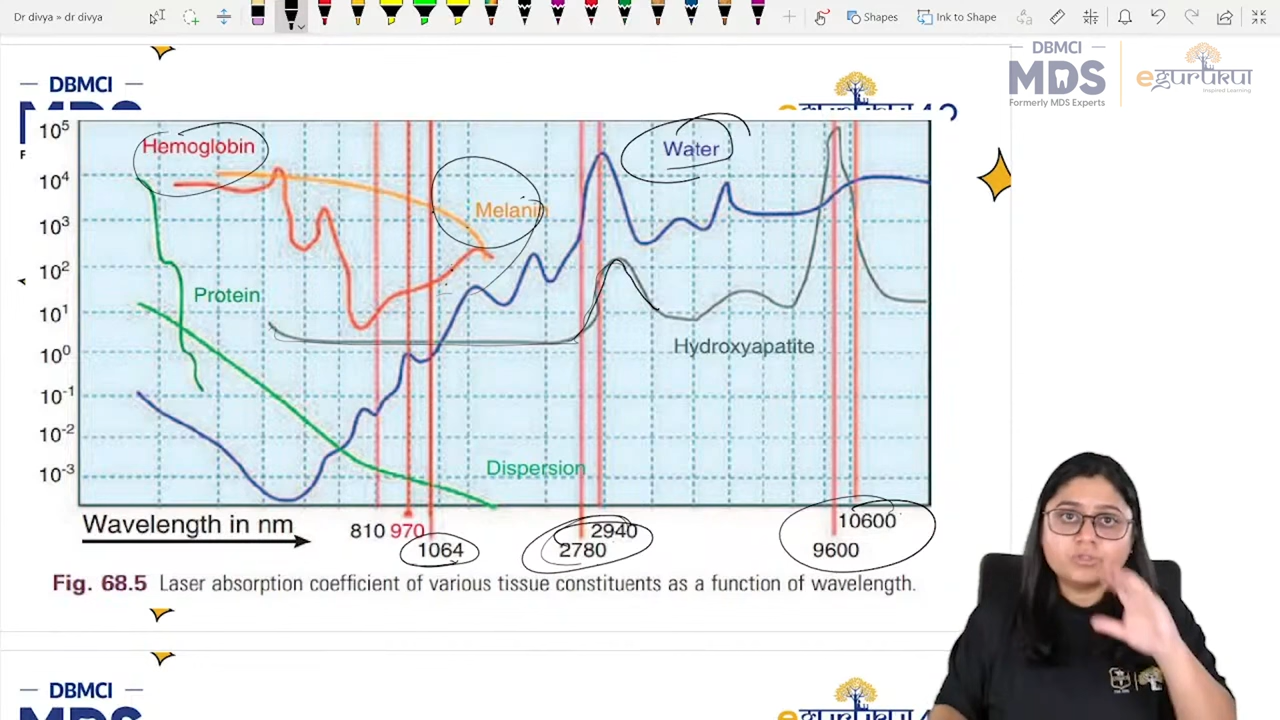 Dr divya » dr divya
Shapes
Ink to Shape
DBMCI
MDS
Formerly MDS Experts
egurukul
Inspired Learning
DBMCI
10⁵
10⁴
10³
10²
10¹
10⁰
10⁻¹
10⁻²
10⁻³
Hemoglobin
Melanin
Water
Protein
Hydroxyapatite
Dispersion
Wavelength in nm
810
970
1064
2780
2940
9600
10600
Fig. 68.5 Laser absorption coefficient of various tissue constituents as a function of wavelength.
DBMCI